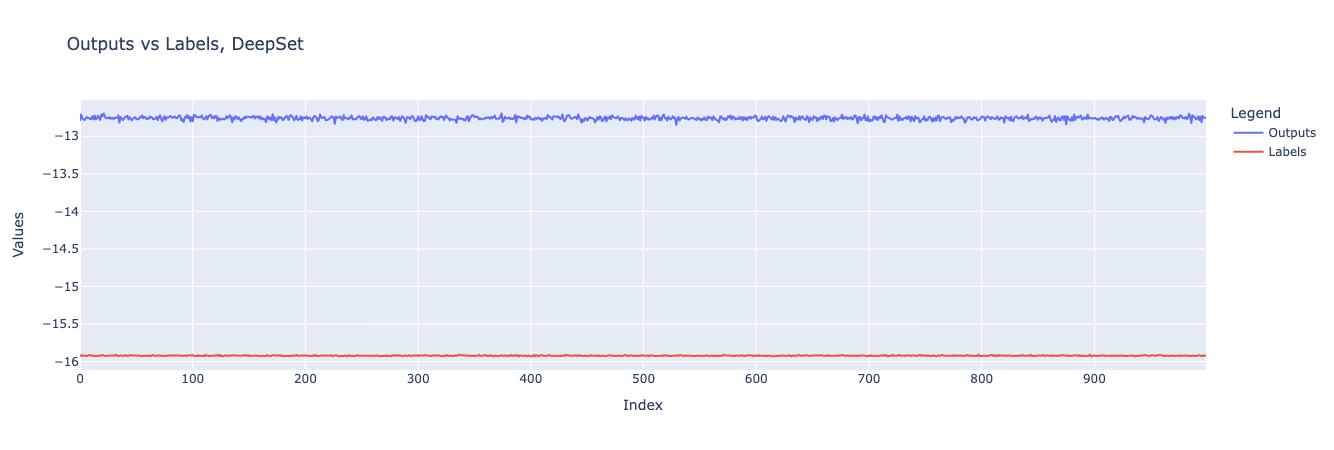 Outputs vs Labels, DeepSet
Legend
Outputs
Labels
Values
−13
−13.5
−14
−14.5
−15
−15.5
−16
0 100 200 300 400 500 600 700 800 900
Index